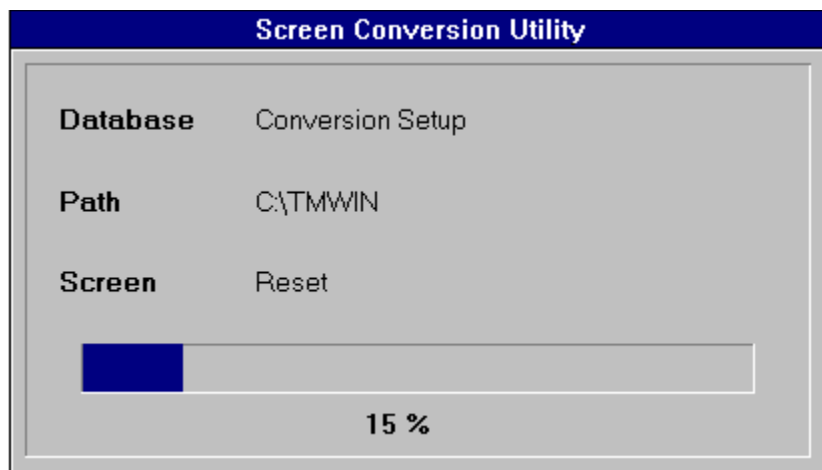 Screen Conversion Utility
Database Conversion Setup
Path C:\TMWIN
Screen Reset
15 %